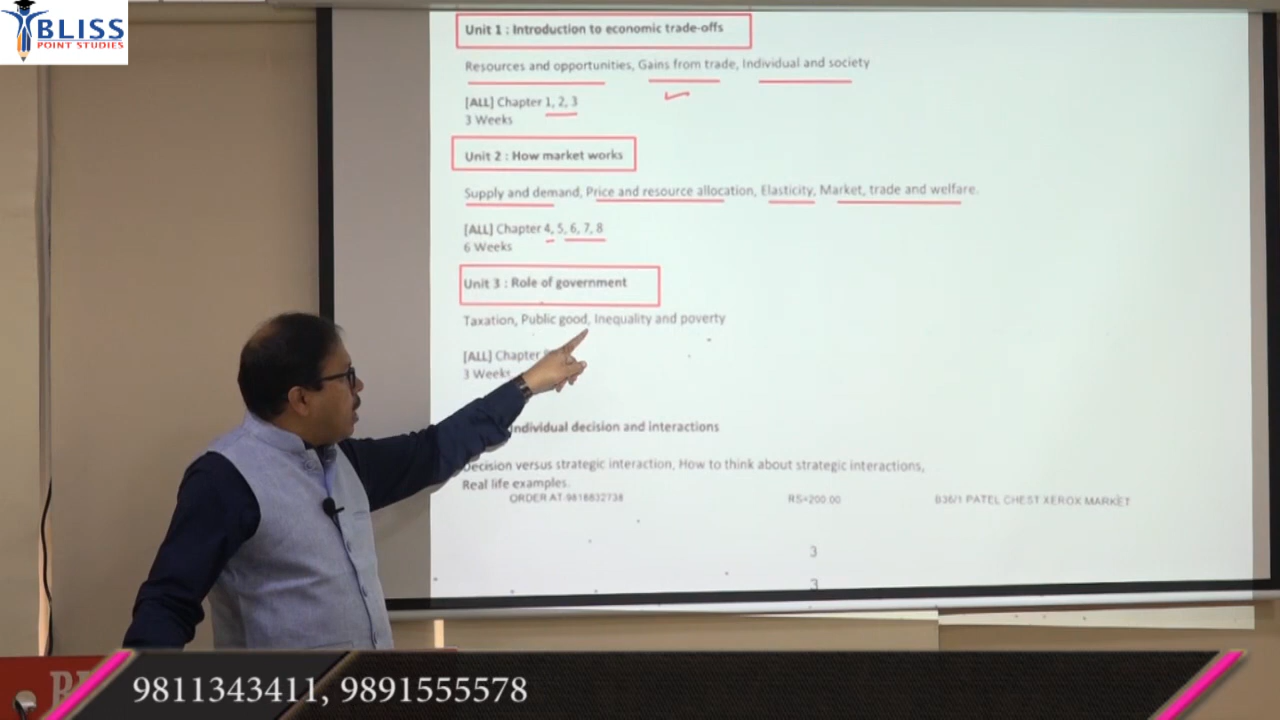 BLISS
POINT STUDIES
Unit 1 : Introduction to economic trade-offs
Resources and opportunities, Gains from trade, Individual and society
[ALL] Chapter 1, 2, 3
3 Weeks
Unit 2 : How market works
Supply and demand, Price and resource allocation, Elasticity, Market, trade and welfare.
[ALL] Chapter 4, 5, 6, 7, 8
6 Weeks
Unit 3 : Role of government
Taxation, Public good, Inequality and poverty
[ALL] Chapter
3 Weeks
Individual decision and interactions
Decision versus strategic interaction, How to think about strategic interactions,
Real life examples.
ORDER AT-9818832738 RS=200.00 B36/1 PATEL CHEST XEROX MARKET
3
3
9811343411, 9891555578